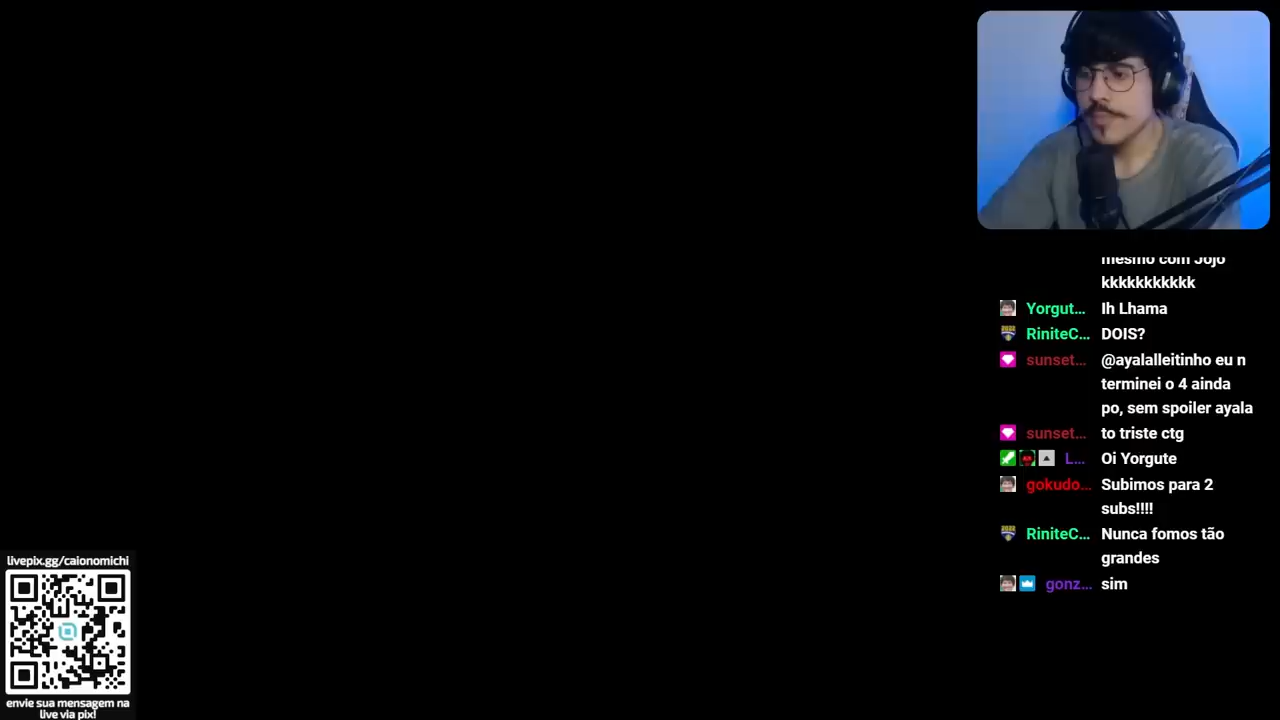 mesmo com Jojo
kkkkkkkkkkk
Yorgut... Ih Lhama
RiniteC... DOIS?
sunset... @ayalalleitinho eu n
terminei o 4 ainda
po, sem spoiler ayala
sunset... to triste ctg
L... Oi Yorgute
gokudo... Subimos para 2
subs!!!!
RiniteC... Nunca fomos tão
grandes
gonz... sim
livepix.gg/caionomichi
envie sua mensagem na
live via pix!